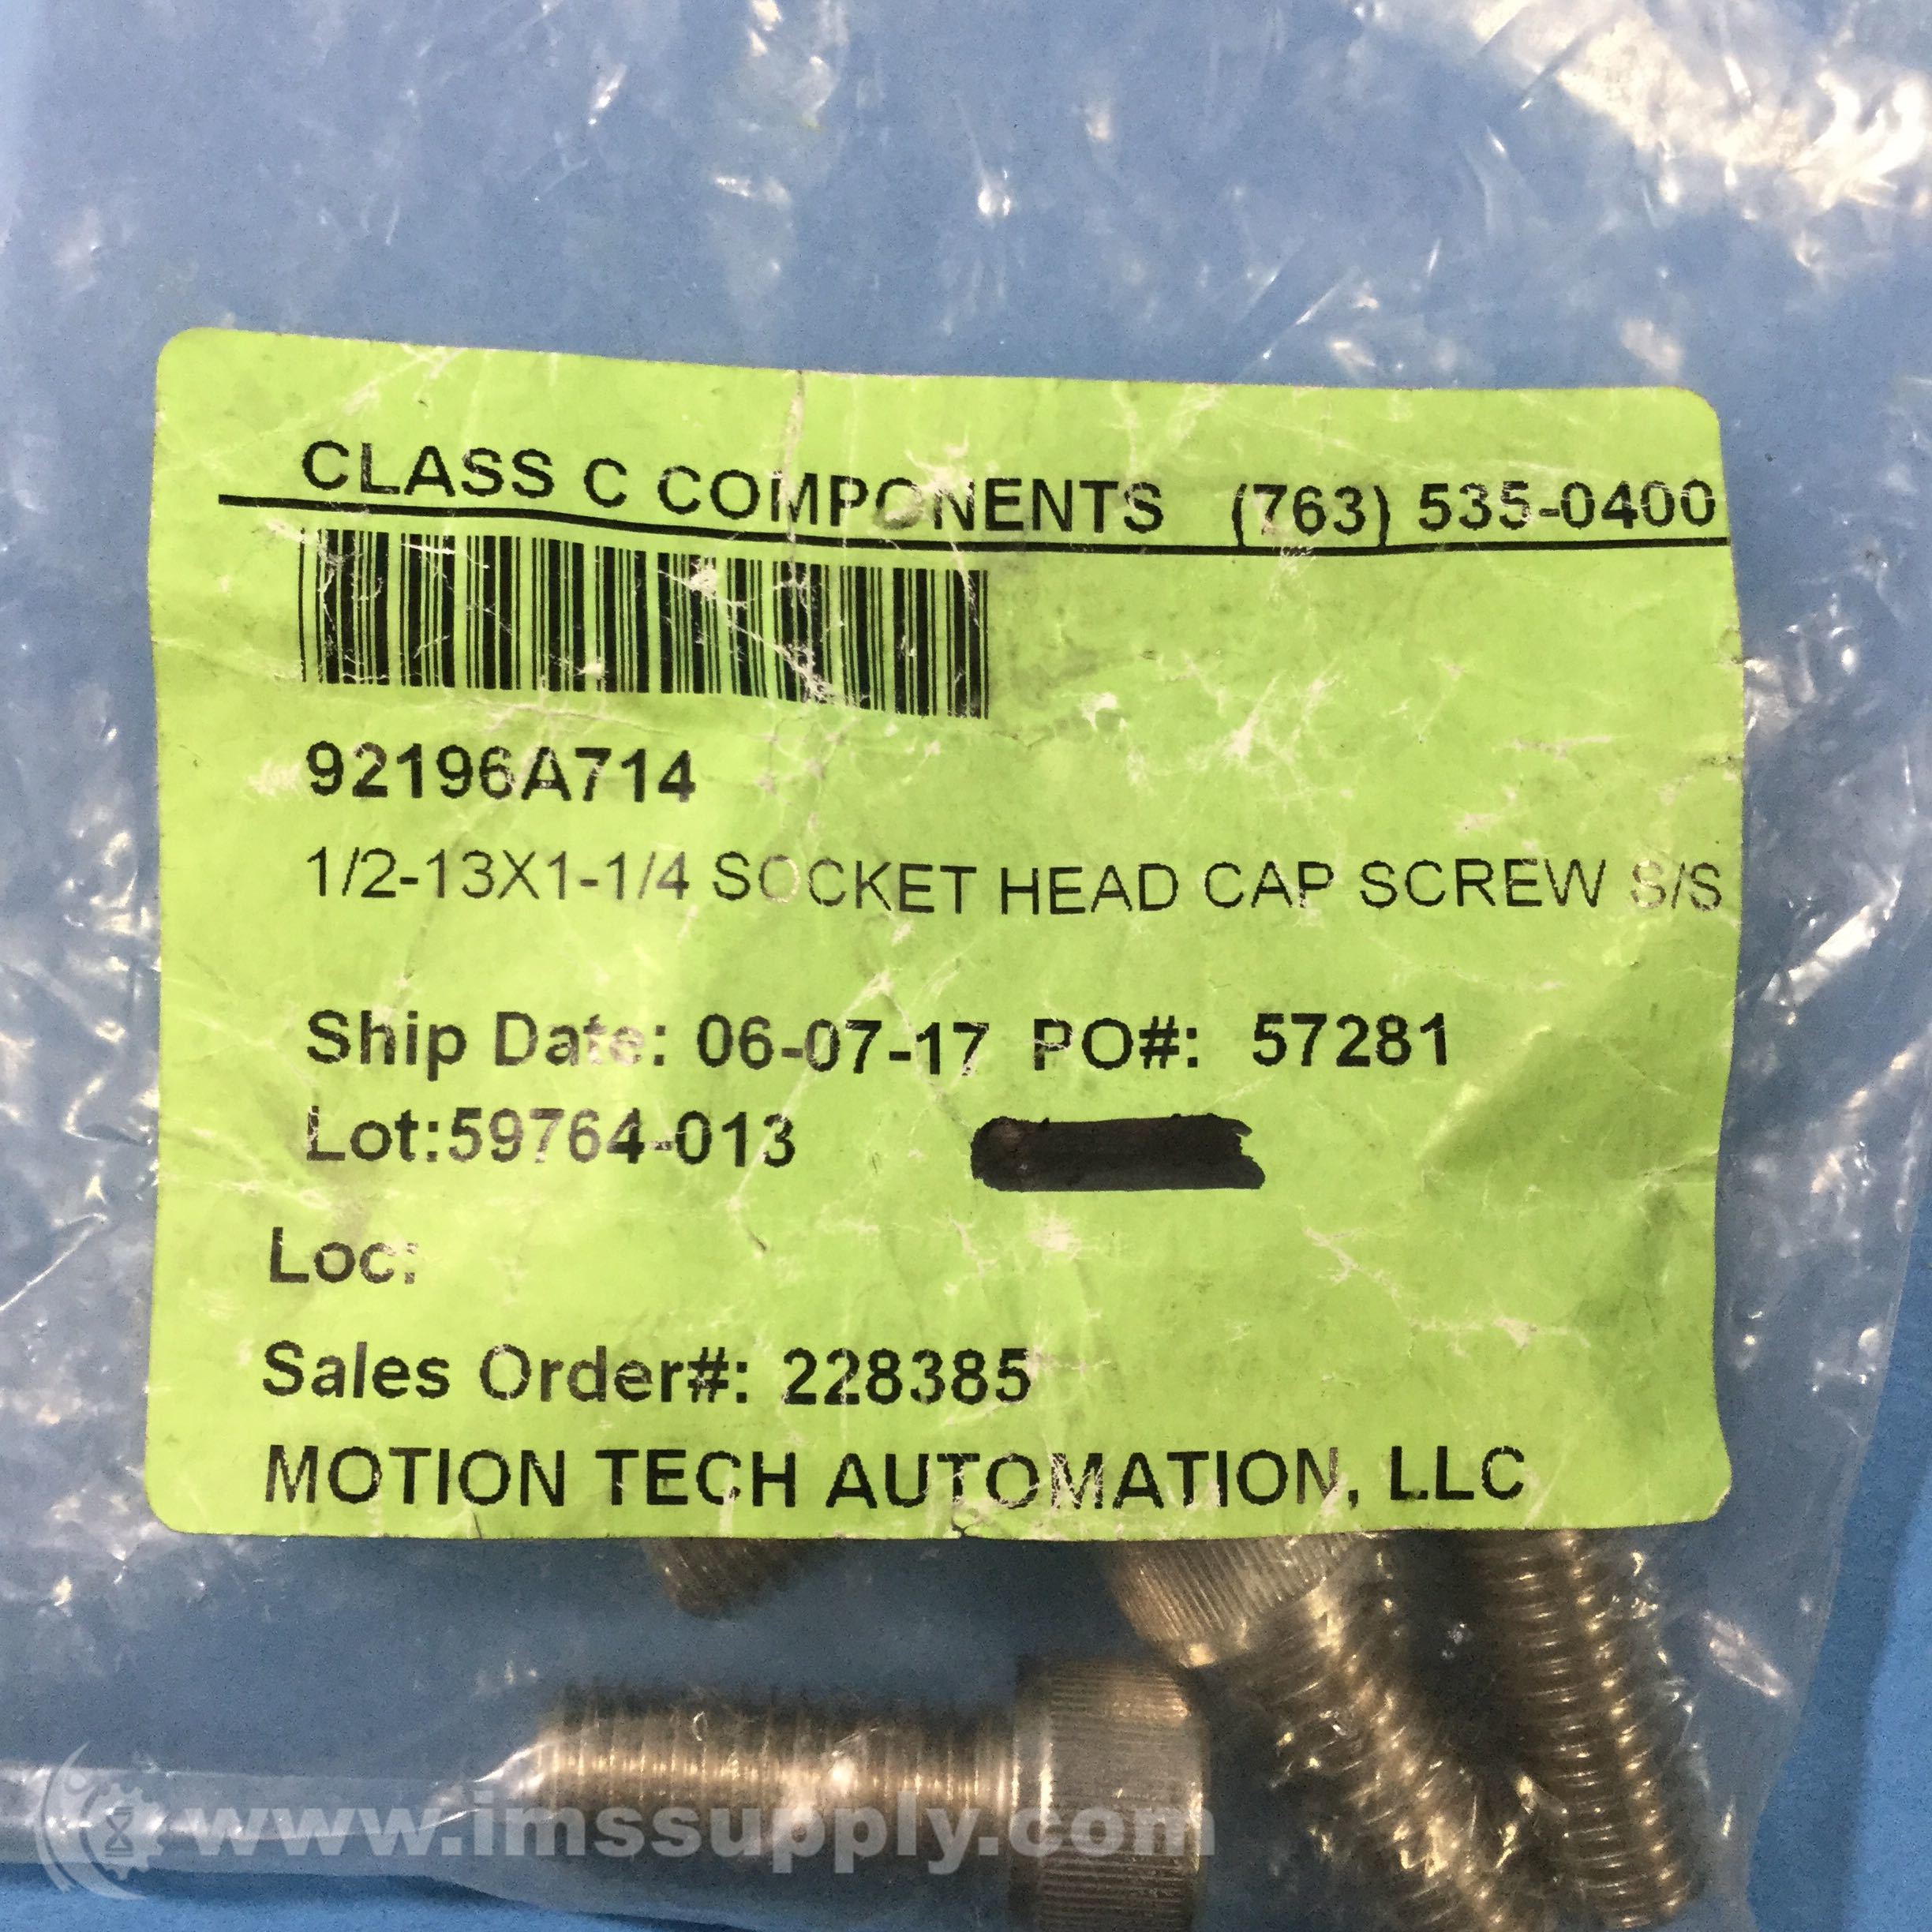 CLASS C COMPONENTS (763) 535-0400
92196A714
1/2-13X1-1/4 SOCKET HEAD CAP SCREW S/S
Ship Date: 06-07-17 PO#: 57281
Lot:59764-013
Loc:
Sales Order#: 228385
MOTION TECH AUTOMATION, LLC
www.imssupply.com